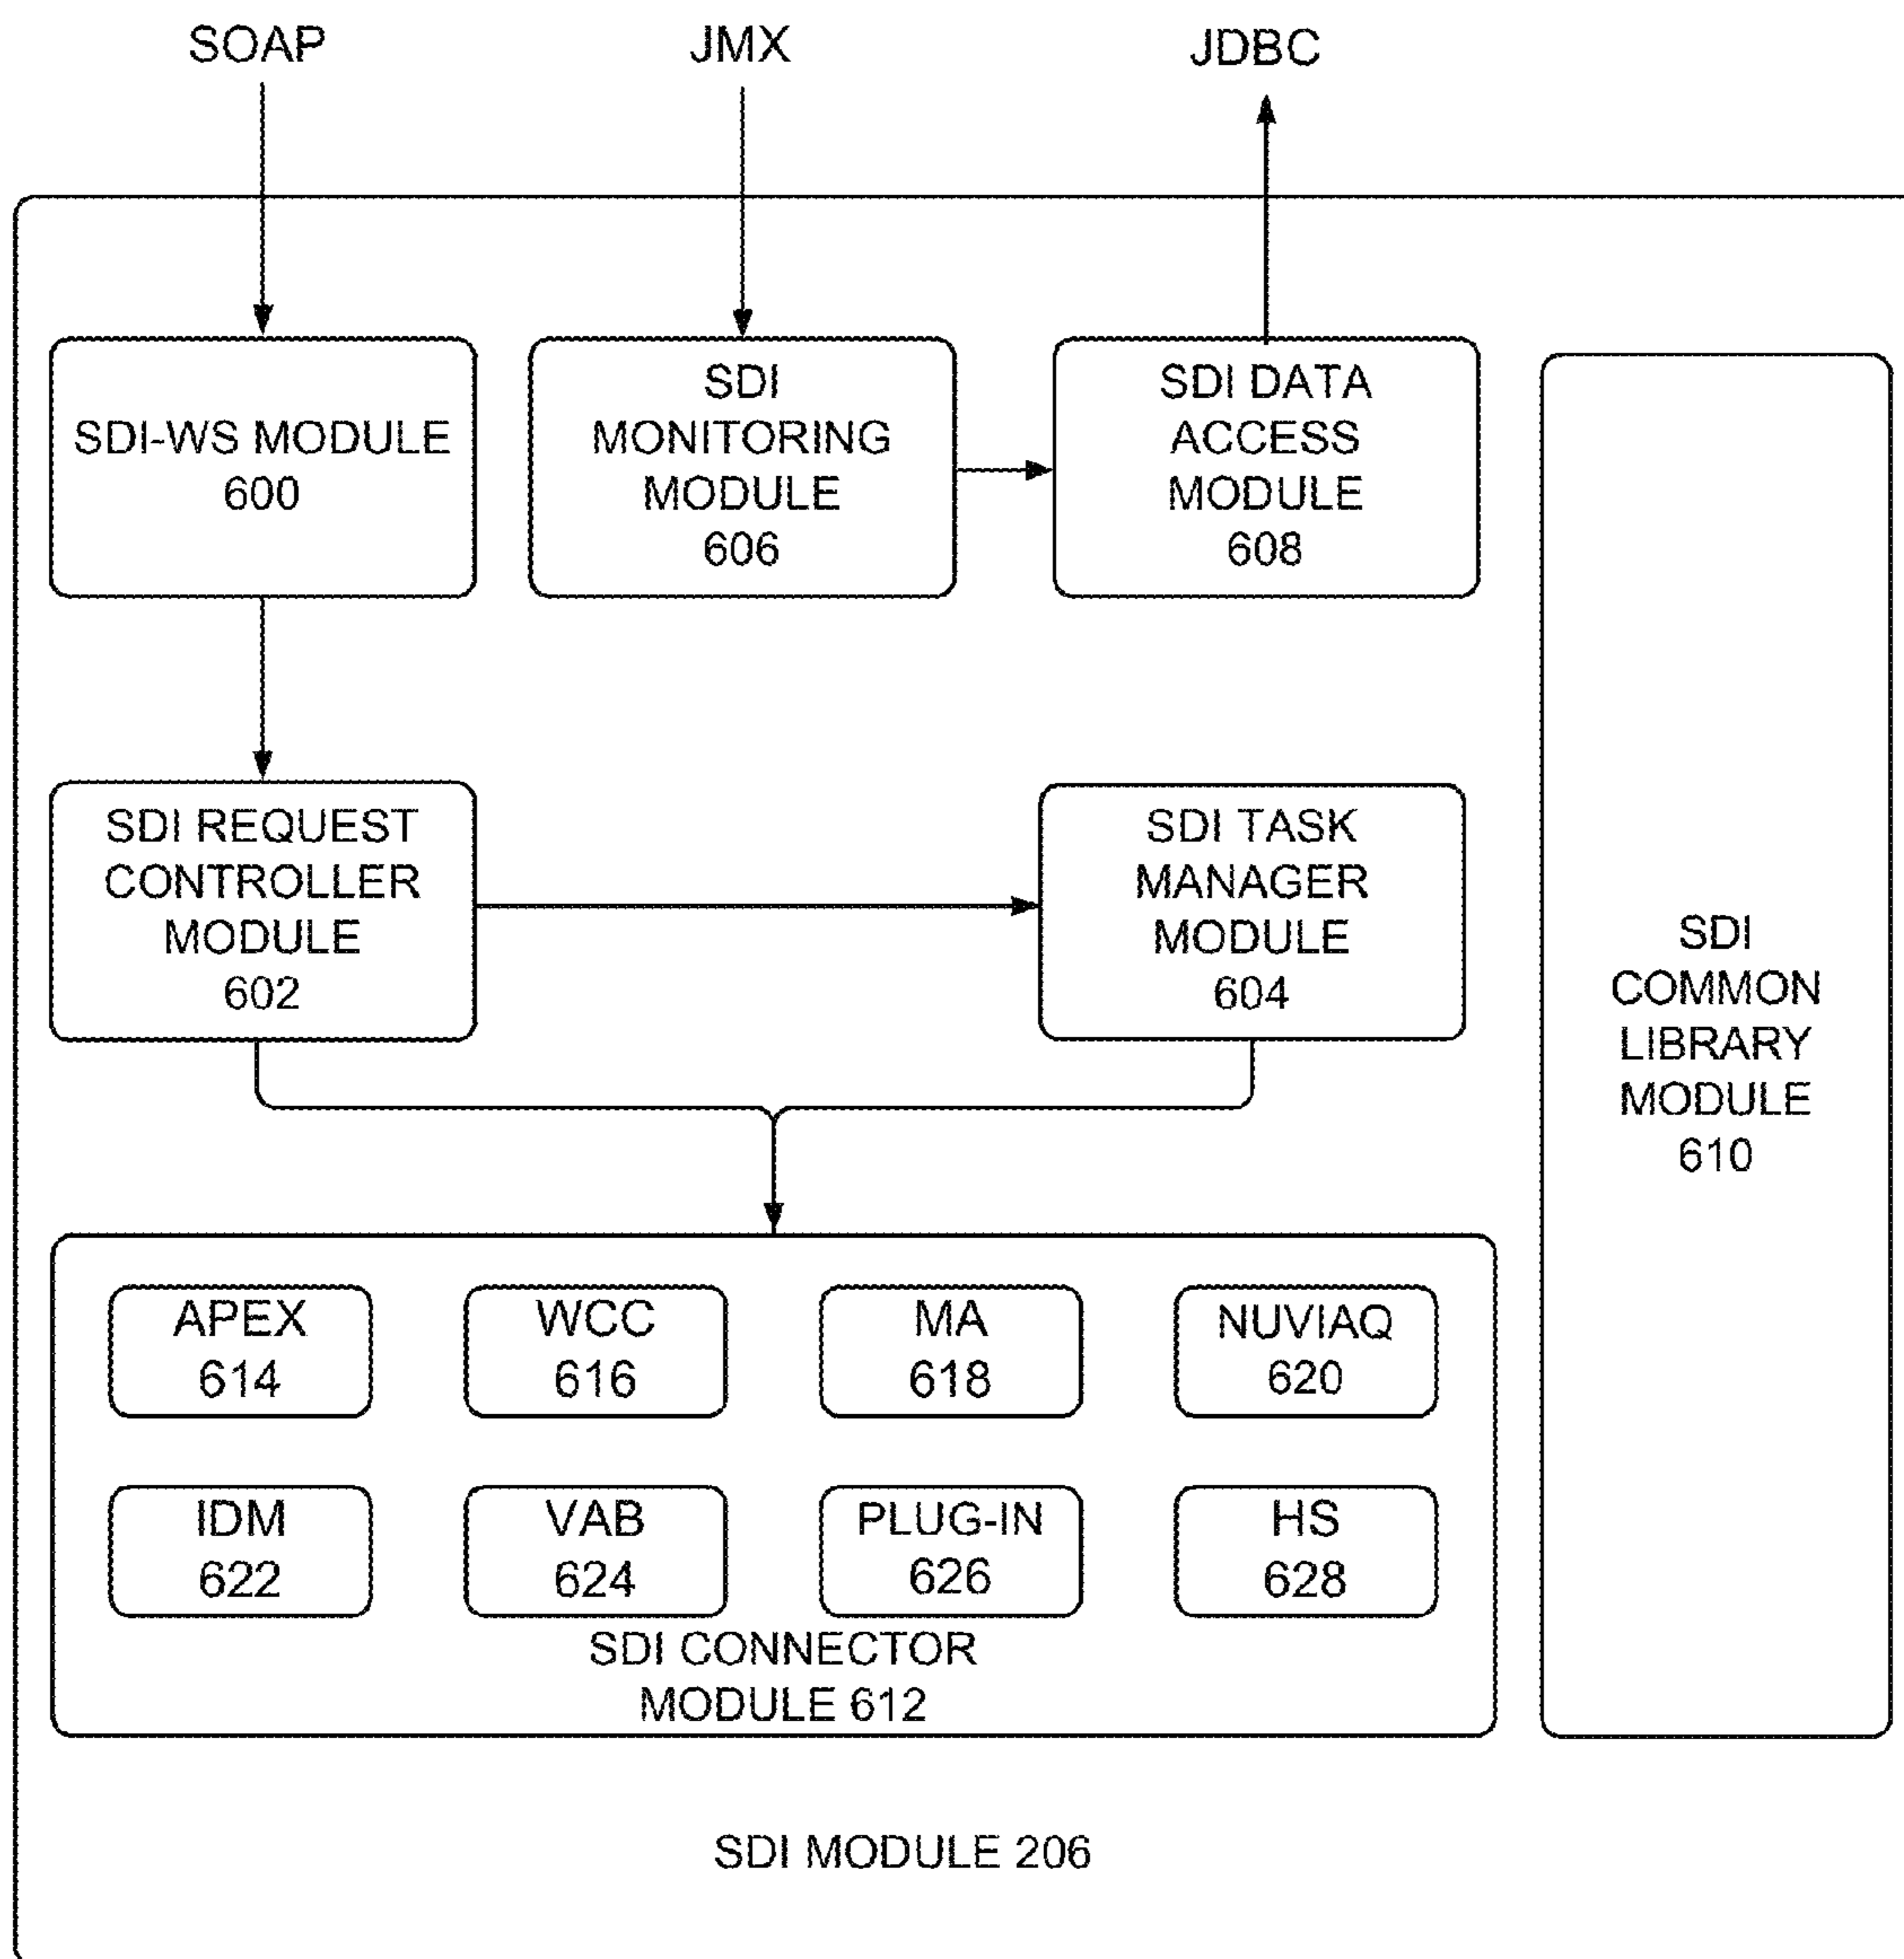 SOAP
JMX
JDBC
SDI-WS MODULE
600
SDI
MONITORING
MODULE
606
SDI DATA
ACCESS
MODULE
608
SDI REQUEST
CONTROLLER
MODULE
602
SDI TASK
MANAGER
MODULE
604
SDI
COMMON
LIBRARY
MODULE
610
APEX
614
WCC
616
MA
618
NUVIAQ
620
IDM
622
VAB
624
PLUG-IN
626
HS
628
SDI CONNECTOR
MODULE 612
SDI MODULE 206